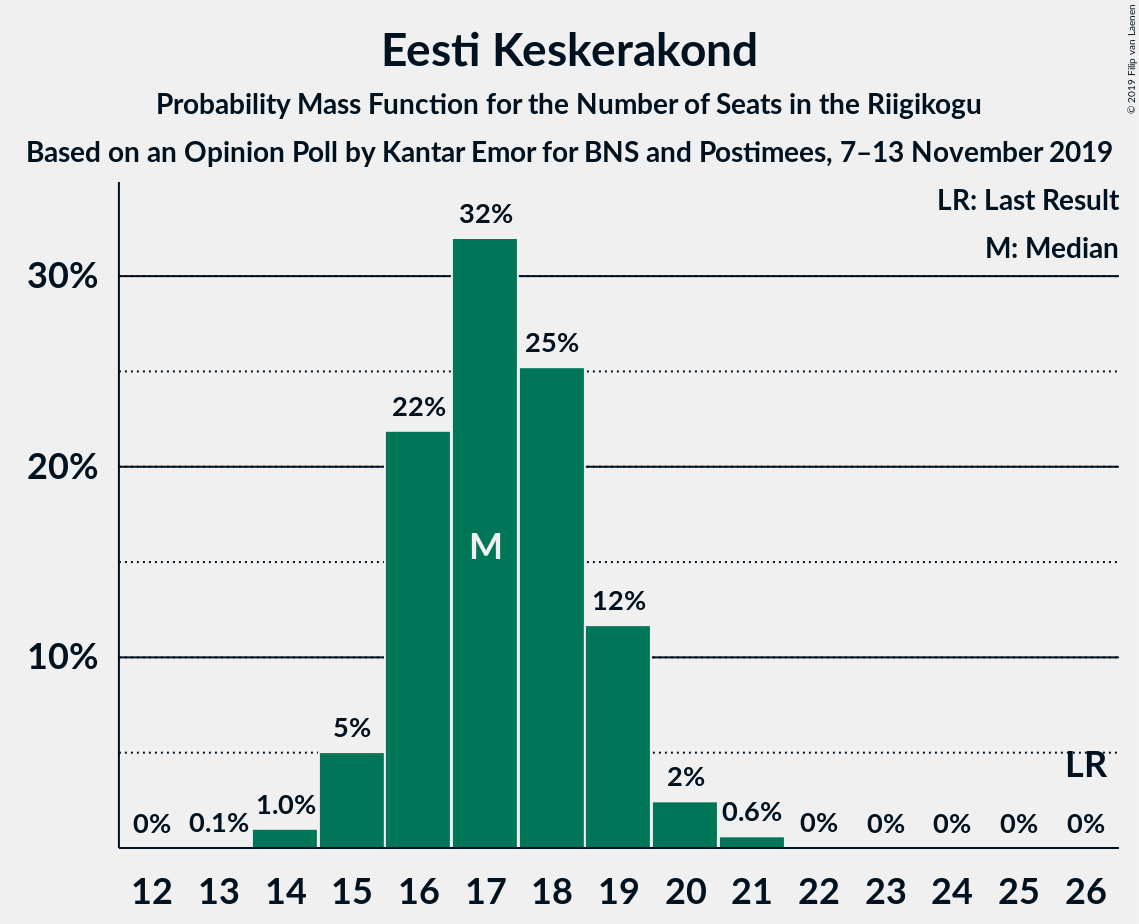 Eesti Keskerakond
Probability Mass Function for the Number of Seats in the Riigikogu
Based on an Opinion Poll by Kantar Emor for BNS and Postimees, 7–13 November 2019
© 2019 Filip van Laenen
LR: Last Result
M: Median
32%
30%
25%
22%
20%
M
12%
10%
5%
LR
2%
1.0%
0.6%
0% 0.1% 0% 0% 0% 0% 0%
12 13 14 15 16 17 18 19 20 21 22 23 24 25 26